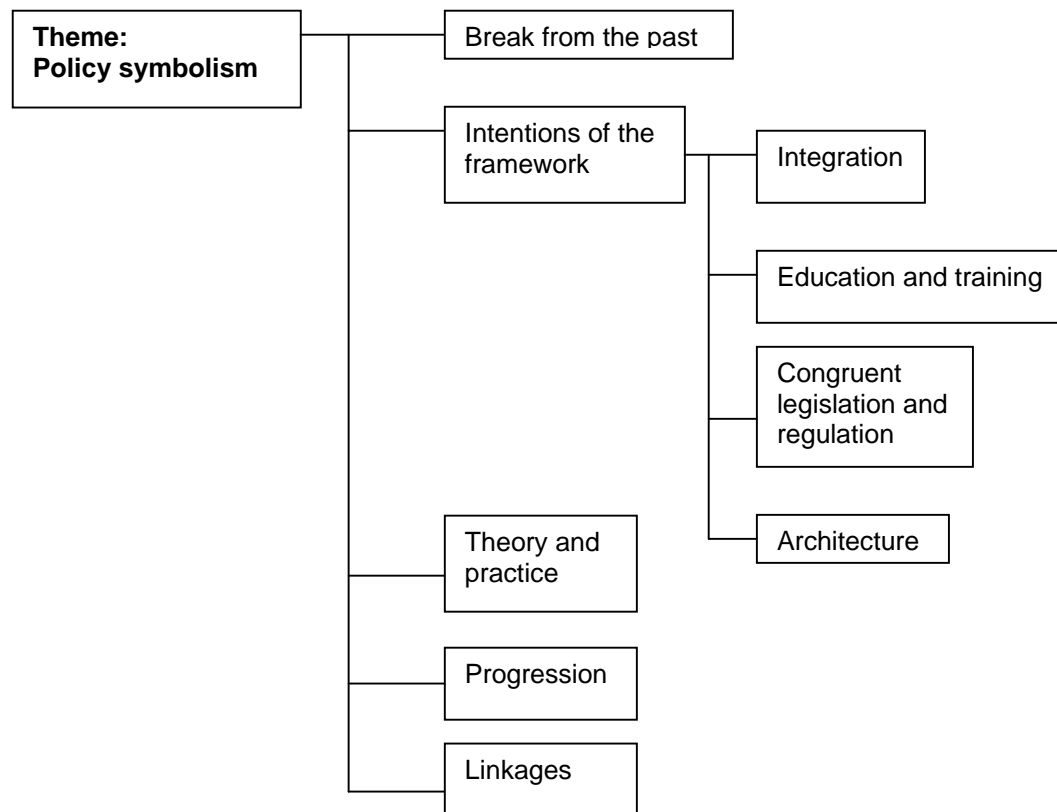 Theme:
Policy symbolism
Break from the past
Intentions of the
framework
Integration
Education and training
Congruent
legislation and
regulation
Architecture
Theory and
practice
Progression
Linkages